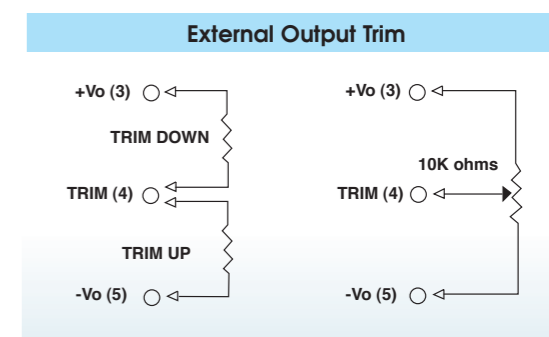 External Output Trim
+Vo (3)
TRIM DOWN
TRIM (4)
TRIM UP
-Vo (5)
+Vo (3)
10K ohms
TRIM (4)
-Vo (5)